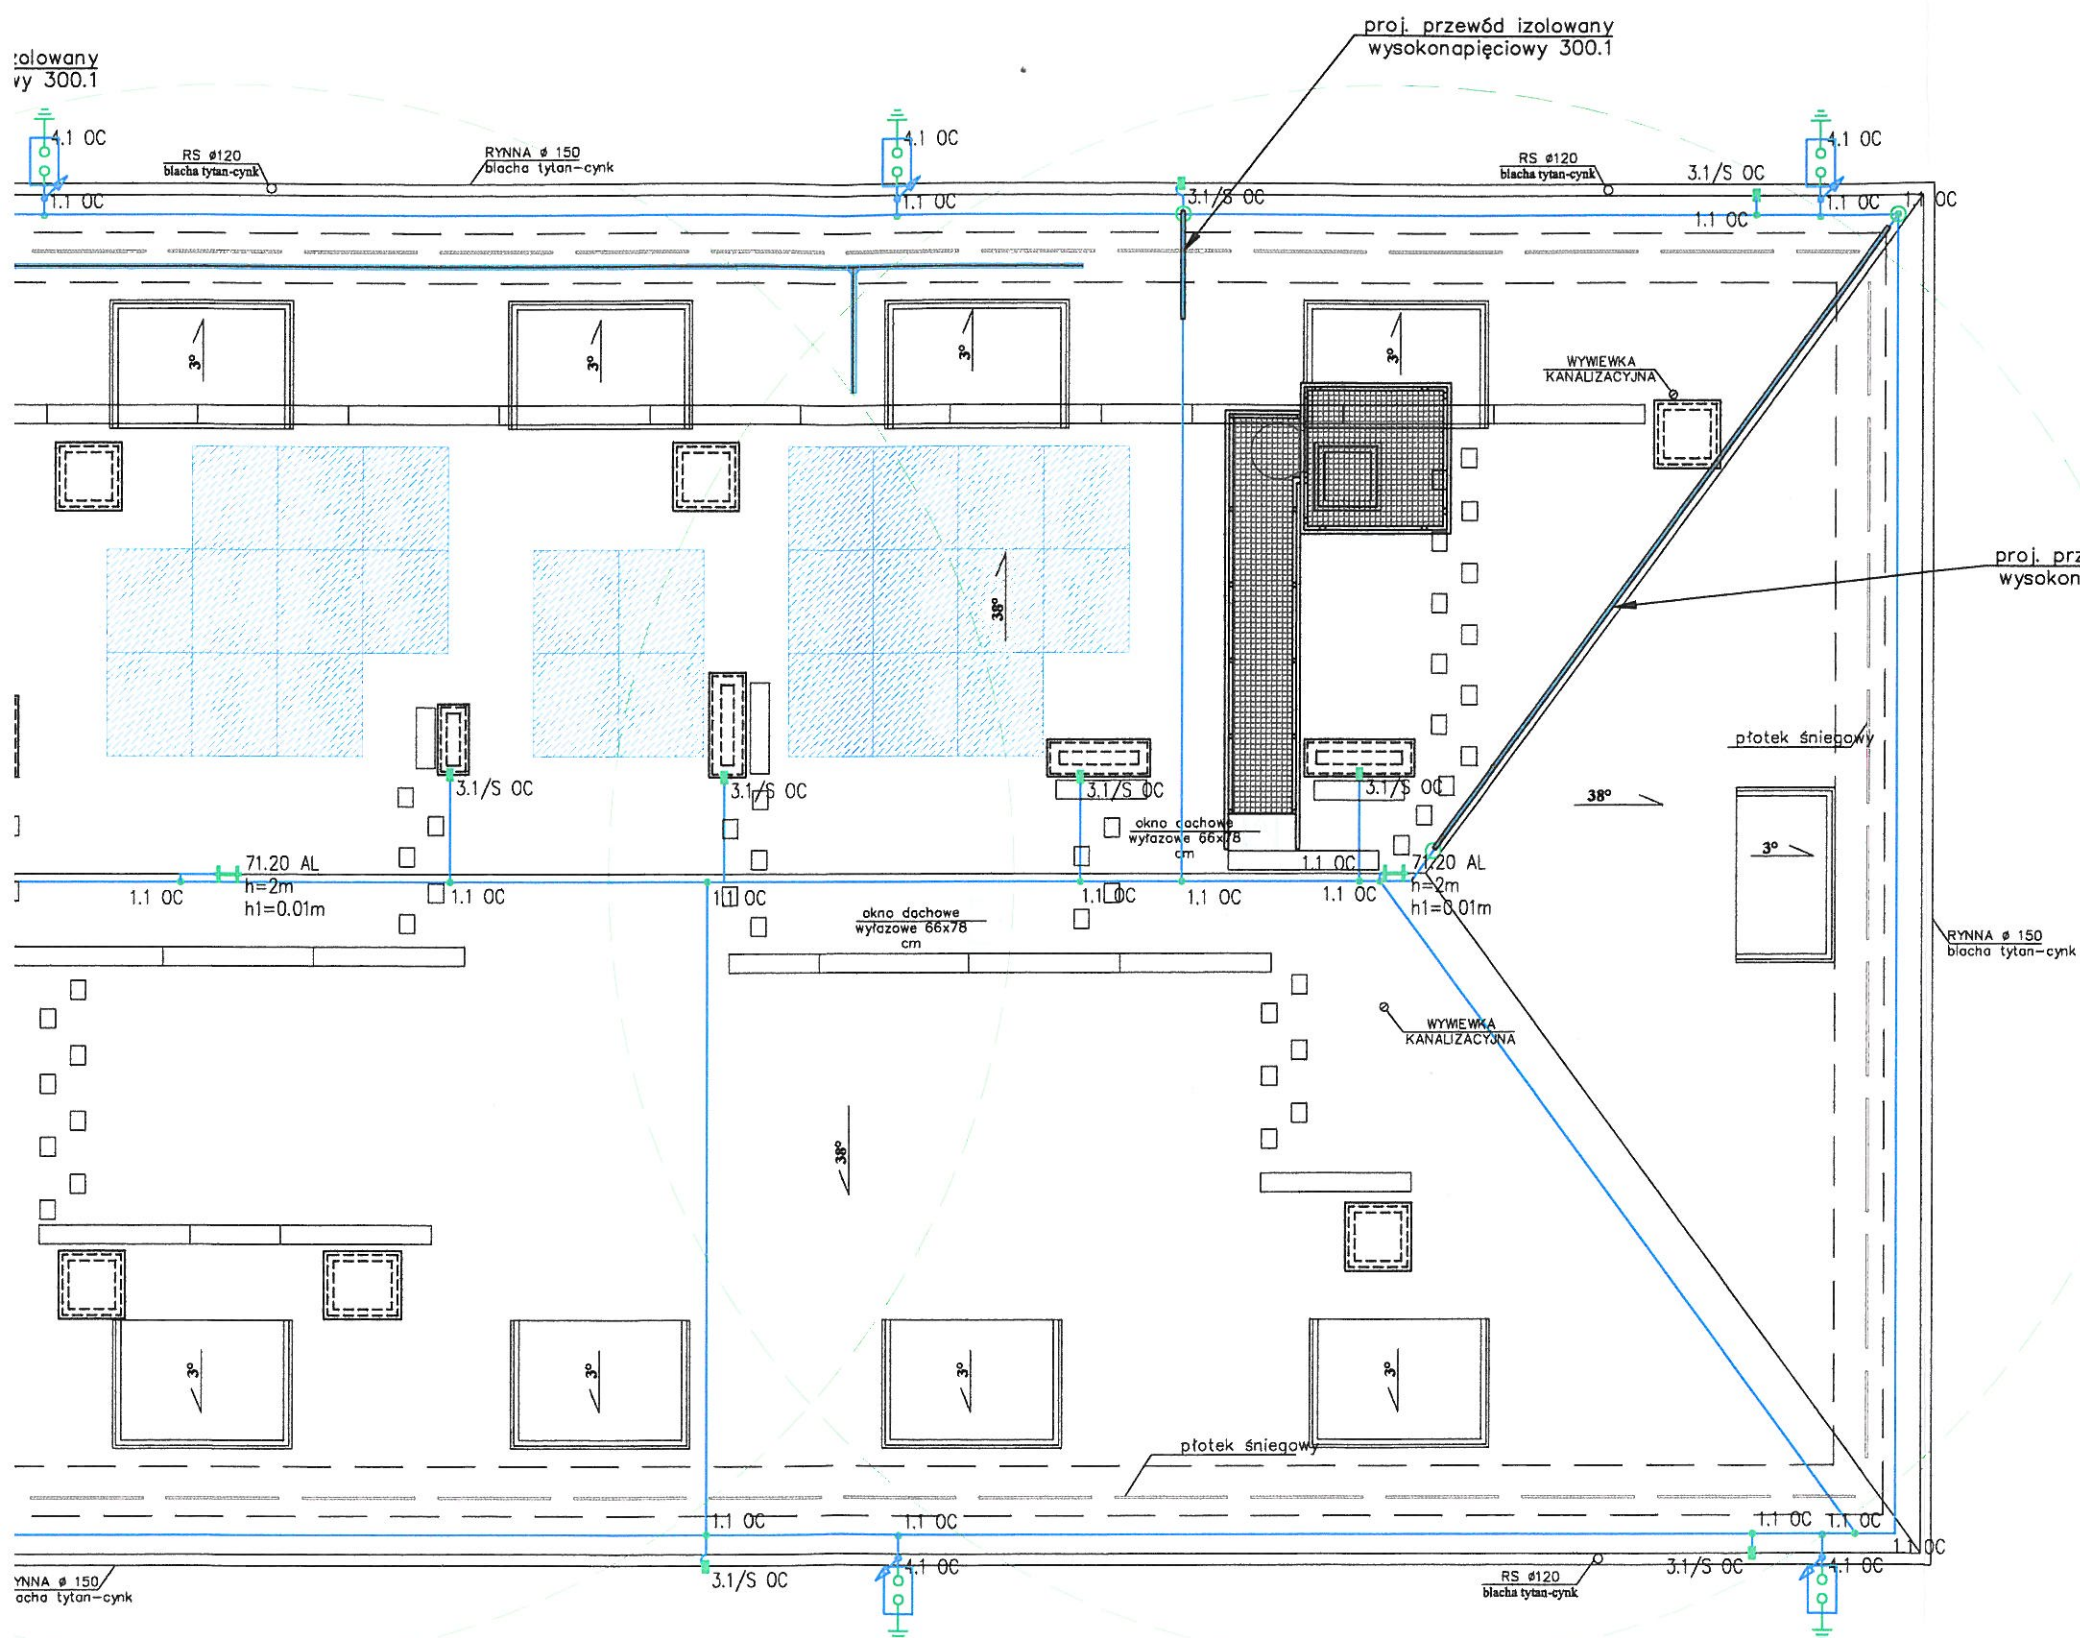 proj. przewód izolowany
wysokonapięciowy 300.1
zolowany
wy 300.1
4.1 OC
4.1 OC
4.1 OC
RS ø120
blacha tytan-cynk
RYNNA ø 150
blacha tytan-cynk
RS ø120
blacha tytan-cynk
3.1/S OC
3.1/S OC
1.1 OC
1.1 OC
1.1 OC
1.1 OC
1.1 OC
3°
3°
3°
3°
WYWIEWKA
KANALIZACYJNA
38°
proj. prz
wysokon
płotek śniegowy
3.1/S OC
3.1/S OC
3.1/S OC
3.1/S OC
38°
okno dachowe
wyłazowe 66x78
cm
3°
71.20 AL
h=2m
h1=0.01m
1.1 OC
1.1 OC
1.1 OC
1.1 OC
1.1 OC
1.1 OC
1.1 OC
71.20 AL
h=2m
h1=0.01m
okno dachowe
wyłazowe 66x78
cm
RYNNA ø 150
blacha tytan-cynk
WYWIEWKA
KANALIZACYJNA
38°
3°
3°
3°
3°
płotek śniegowy
1.1 OC
1.1 OC
1.1 OC
1.1 OC
1.1 OC
3.1/S OC
4.1 OC
3.1/S OC
4.1 OC
RS ø120
blacha tytan-cynk
YNNA ø 150
acha tytan-cynk